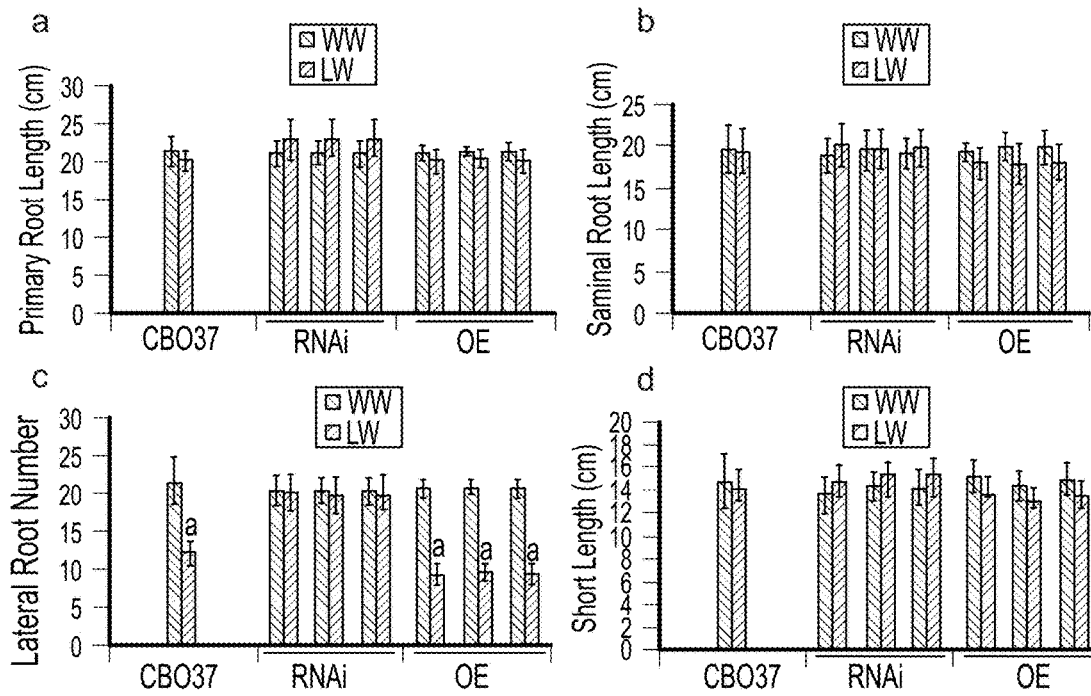 a
WW
LW
Primary Root Length (cm)
30
25
20
15
10
5
0
CBO37
RNAi
OE
b
WW
LW
Saminal Root Length (cm)
25
20
15
10
5
0
CBO37
RNAi
OE
c
WW
LW
Lateral Root Number
30
25
20
15
10
5
0
a
a
a
a
CBO37
RNAi
OE
d
WW
LW
Short Length (cm)
20
18
16
14
12
10
8
6
4
2
0
CBO37
RNAi
OE